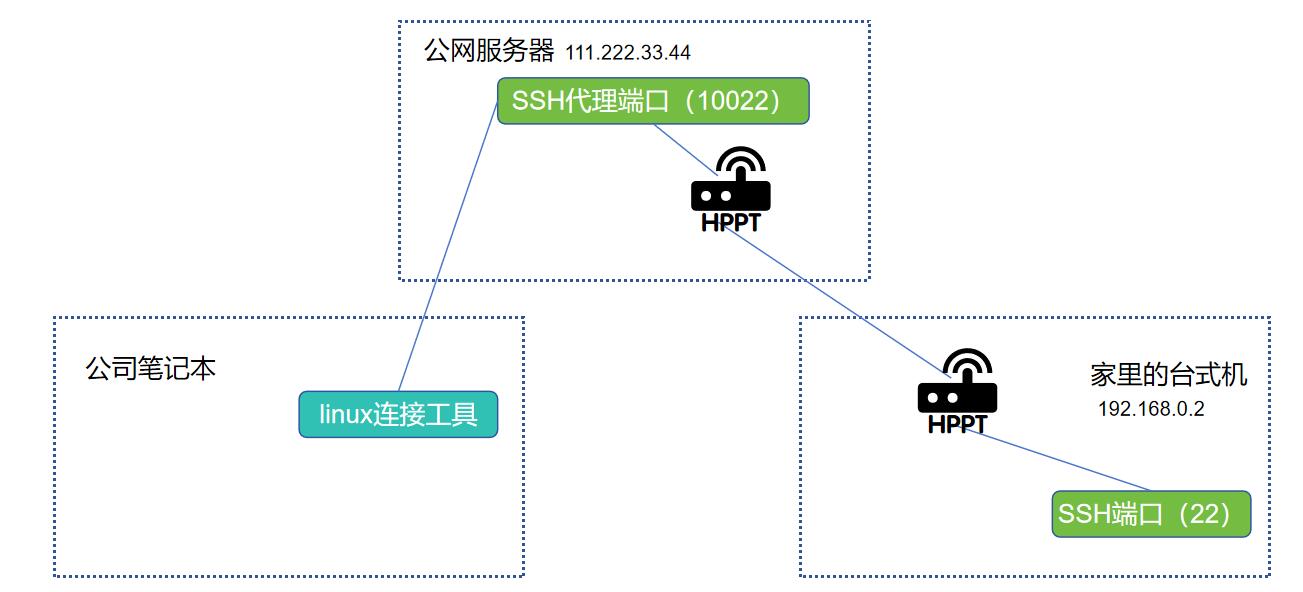 公网服务器 111.222.33.44
SSH代理端口（10022）
HPPT
公司笔记本
linux连接工具
HPPT
家里的台式机
192.168.0.2
SSH端口（22）